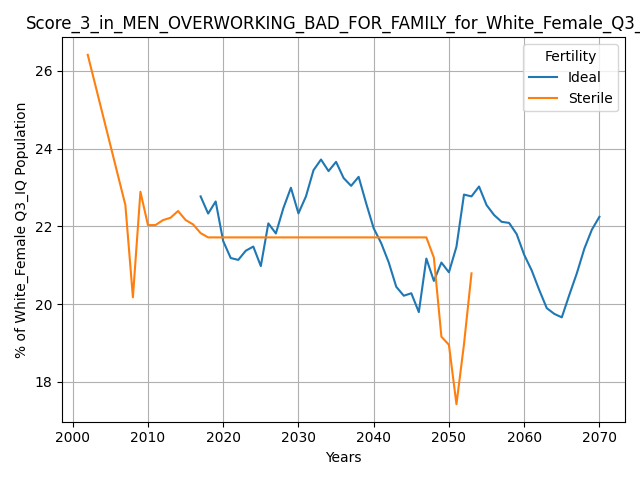 Score_3_in_MEN_OVERWORKING_BAD_FOR_FAMILY_for_White_Female_Q3_
Fertility
Ideal
Sterile
% of White_Female Q3_IQ Population
26
24
22
20
18
2000 2010 2020 2030 2040 2050 2060 2070
Years